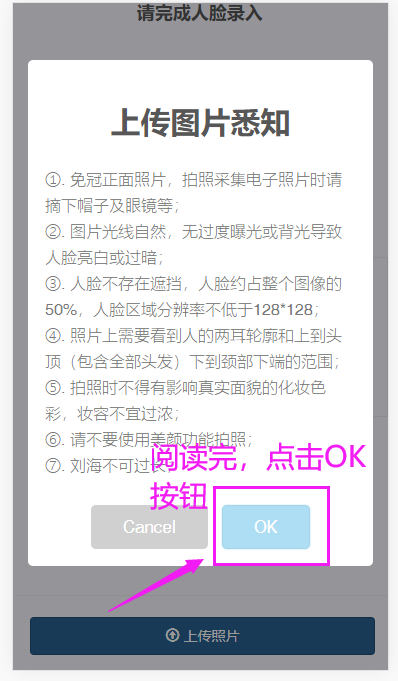 请完成人脸录入
上传图片悉知
①. 免冠正面照片，拍照采集电子照片时请
摘下帽子及眼镜等；
②. 图片光线自然，无过度曝光或背光导致
人脸亮白或过暗；
③. 人脸不存在遮挡，人脸约占整个图像的
50%，人脸区域分辨率不低于128*128；
④. 照片上需要看到人的两耳轮廓和上到头
顶（包含全部头发）下到颈部下端的范围；
⑤. 拍照时不得有影响真实面貌的化妆色
彩，妆容不宜过浓；
⑥. 请不要使用美颜功能拍照；
⑦. 刘海不可过
阅读完，点击OK
按钮
Cancel
OK
上传照片